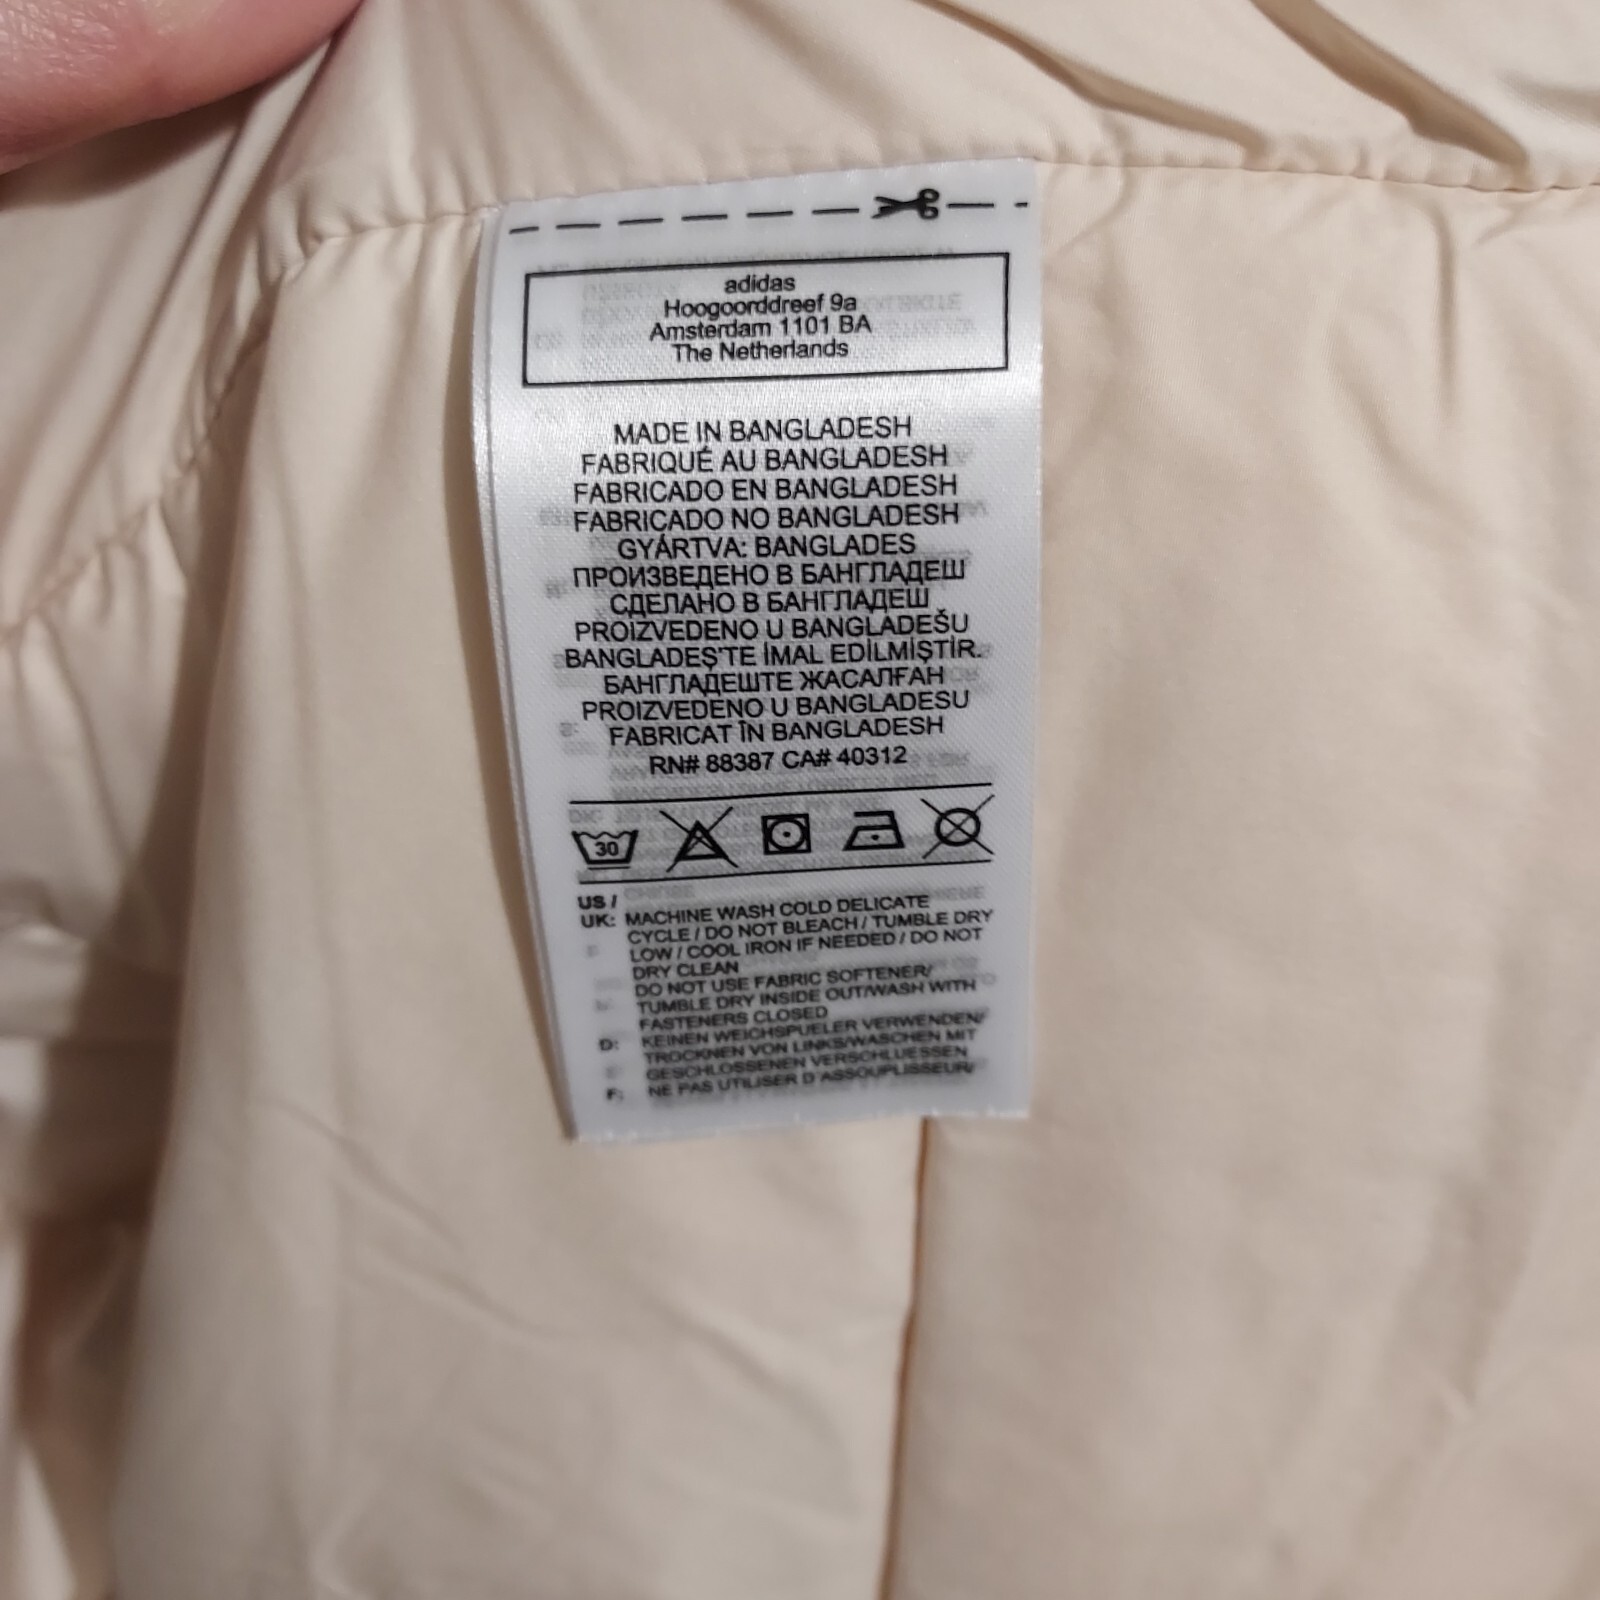 adidas
Hoogoorddreef 9a
Amsterdam 1101 BA
The Netherlands
MADE IN BANGLADESH
FABRIQUÉ AU BANGLADESH
FABRICADO EN BANGLADESH
FABRICADO NO BANGLADESH
GYÁRTVA: BANGLADES
ПРОИЗВЕДЕНО В БАНГЛАДЕШ
СДЕЛАНО В БАНГЛАДЕШ
PROIZVEDENO U BANGLADEŠU
BANGLADEŞ'TE İMAL EDİLMİŞTİR.
БАНГЛАДЕШТЕ ЖАСАЛҒАН
PROIZVEDENO U BANGLADESU
FABRICAT ÎN BANGLADESH
RN# 88387 CA# 40312
30
US /
UK: MACHINE WASH COLD DELICATE
CYCLE / DO NOT BLEACH / TUMBLE DRY
LOW / COOL IRON IF NEEDED / DO NOT
DRY CLEAN
DO NOT USE FABRIC SOFTENER/
TUMBLE DRY INSIDE OUT/WASH WITH
FASTENERS CLOSED
D: KEINEN WEICHSPUELER VERWENDEN/
TROCKNEN VON LINKS/WASCHEN MIT
GESCHLOSSENEN VERSCHLUESSEN
F: NE PAS UTILISER D'ASSOUPLISSEUR/